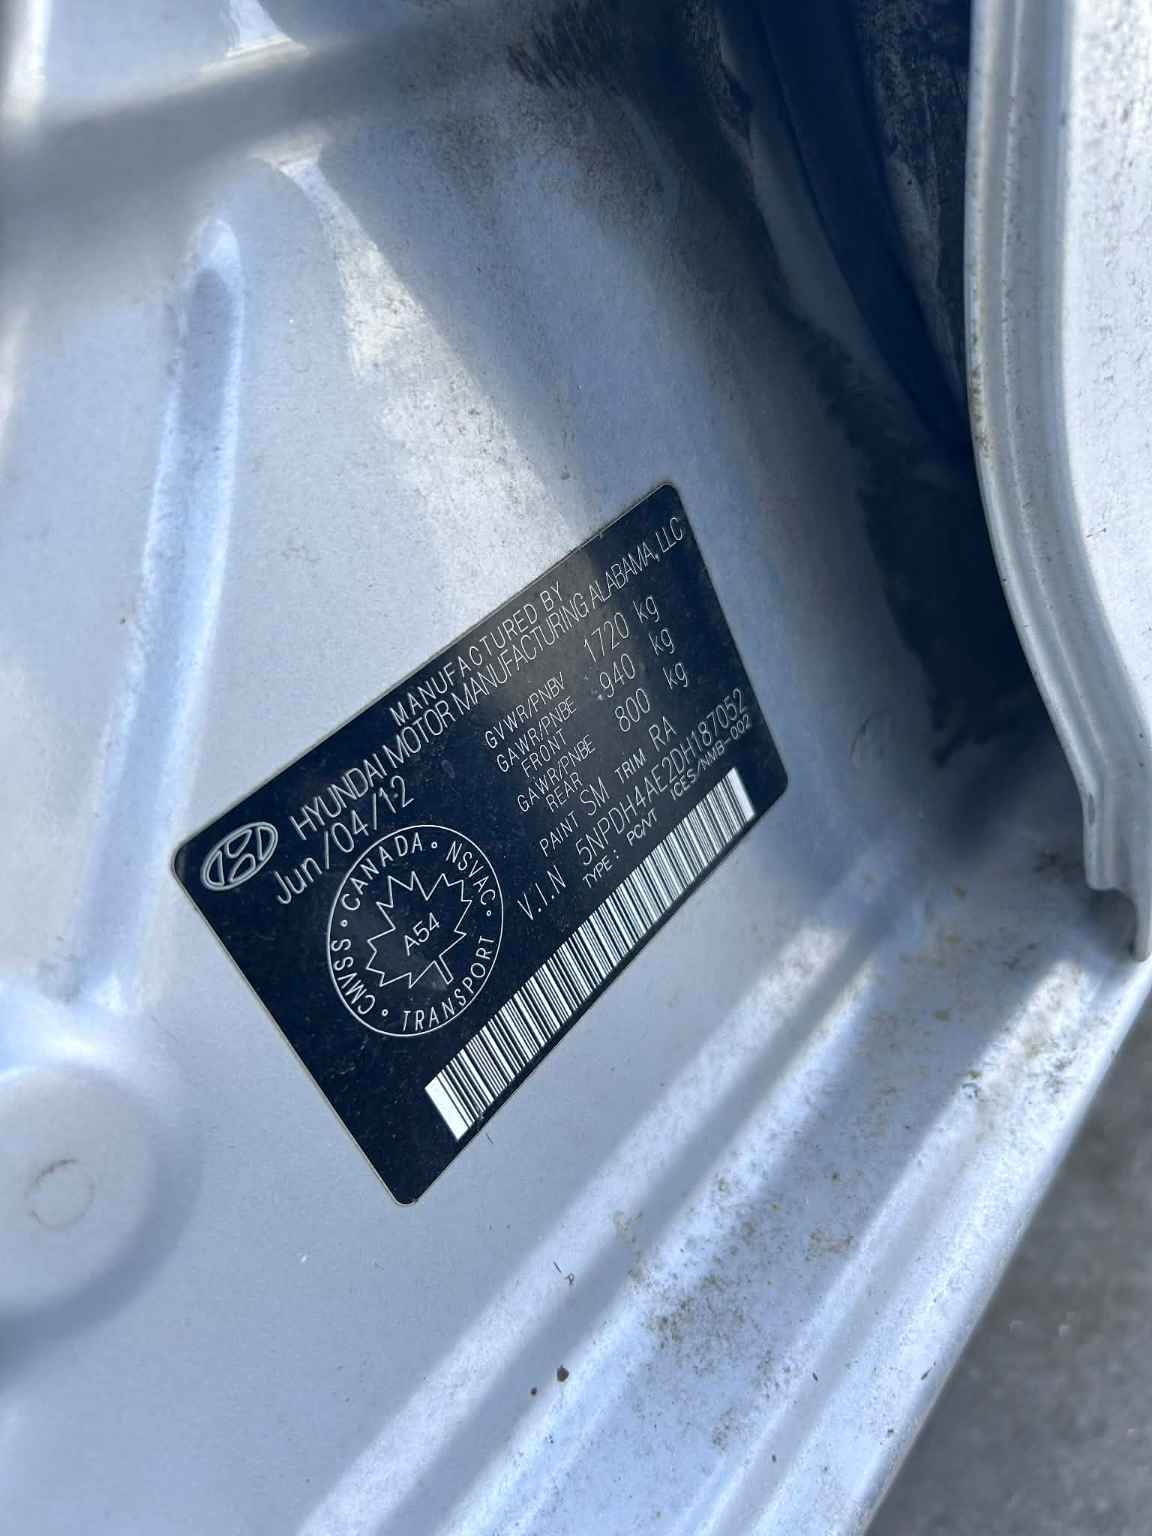 MANUFACTURED BY
HYUNDAI MOTOR MANUFACTURING ALABAMA, LLC
Jun/04/12
GVWR/PNBV 1720 kg
GAWR/PNBE FRONT 940 kg
GAWR/PNBE REAR 800 kg
PAINT SM TRIM RA
V.I.N 5NPDH4AE2DH187052
TYPE: PC/VT ICES/NMB-002
CANADA • NSVAC • TRANSPORT • CMVSS •
A54